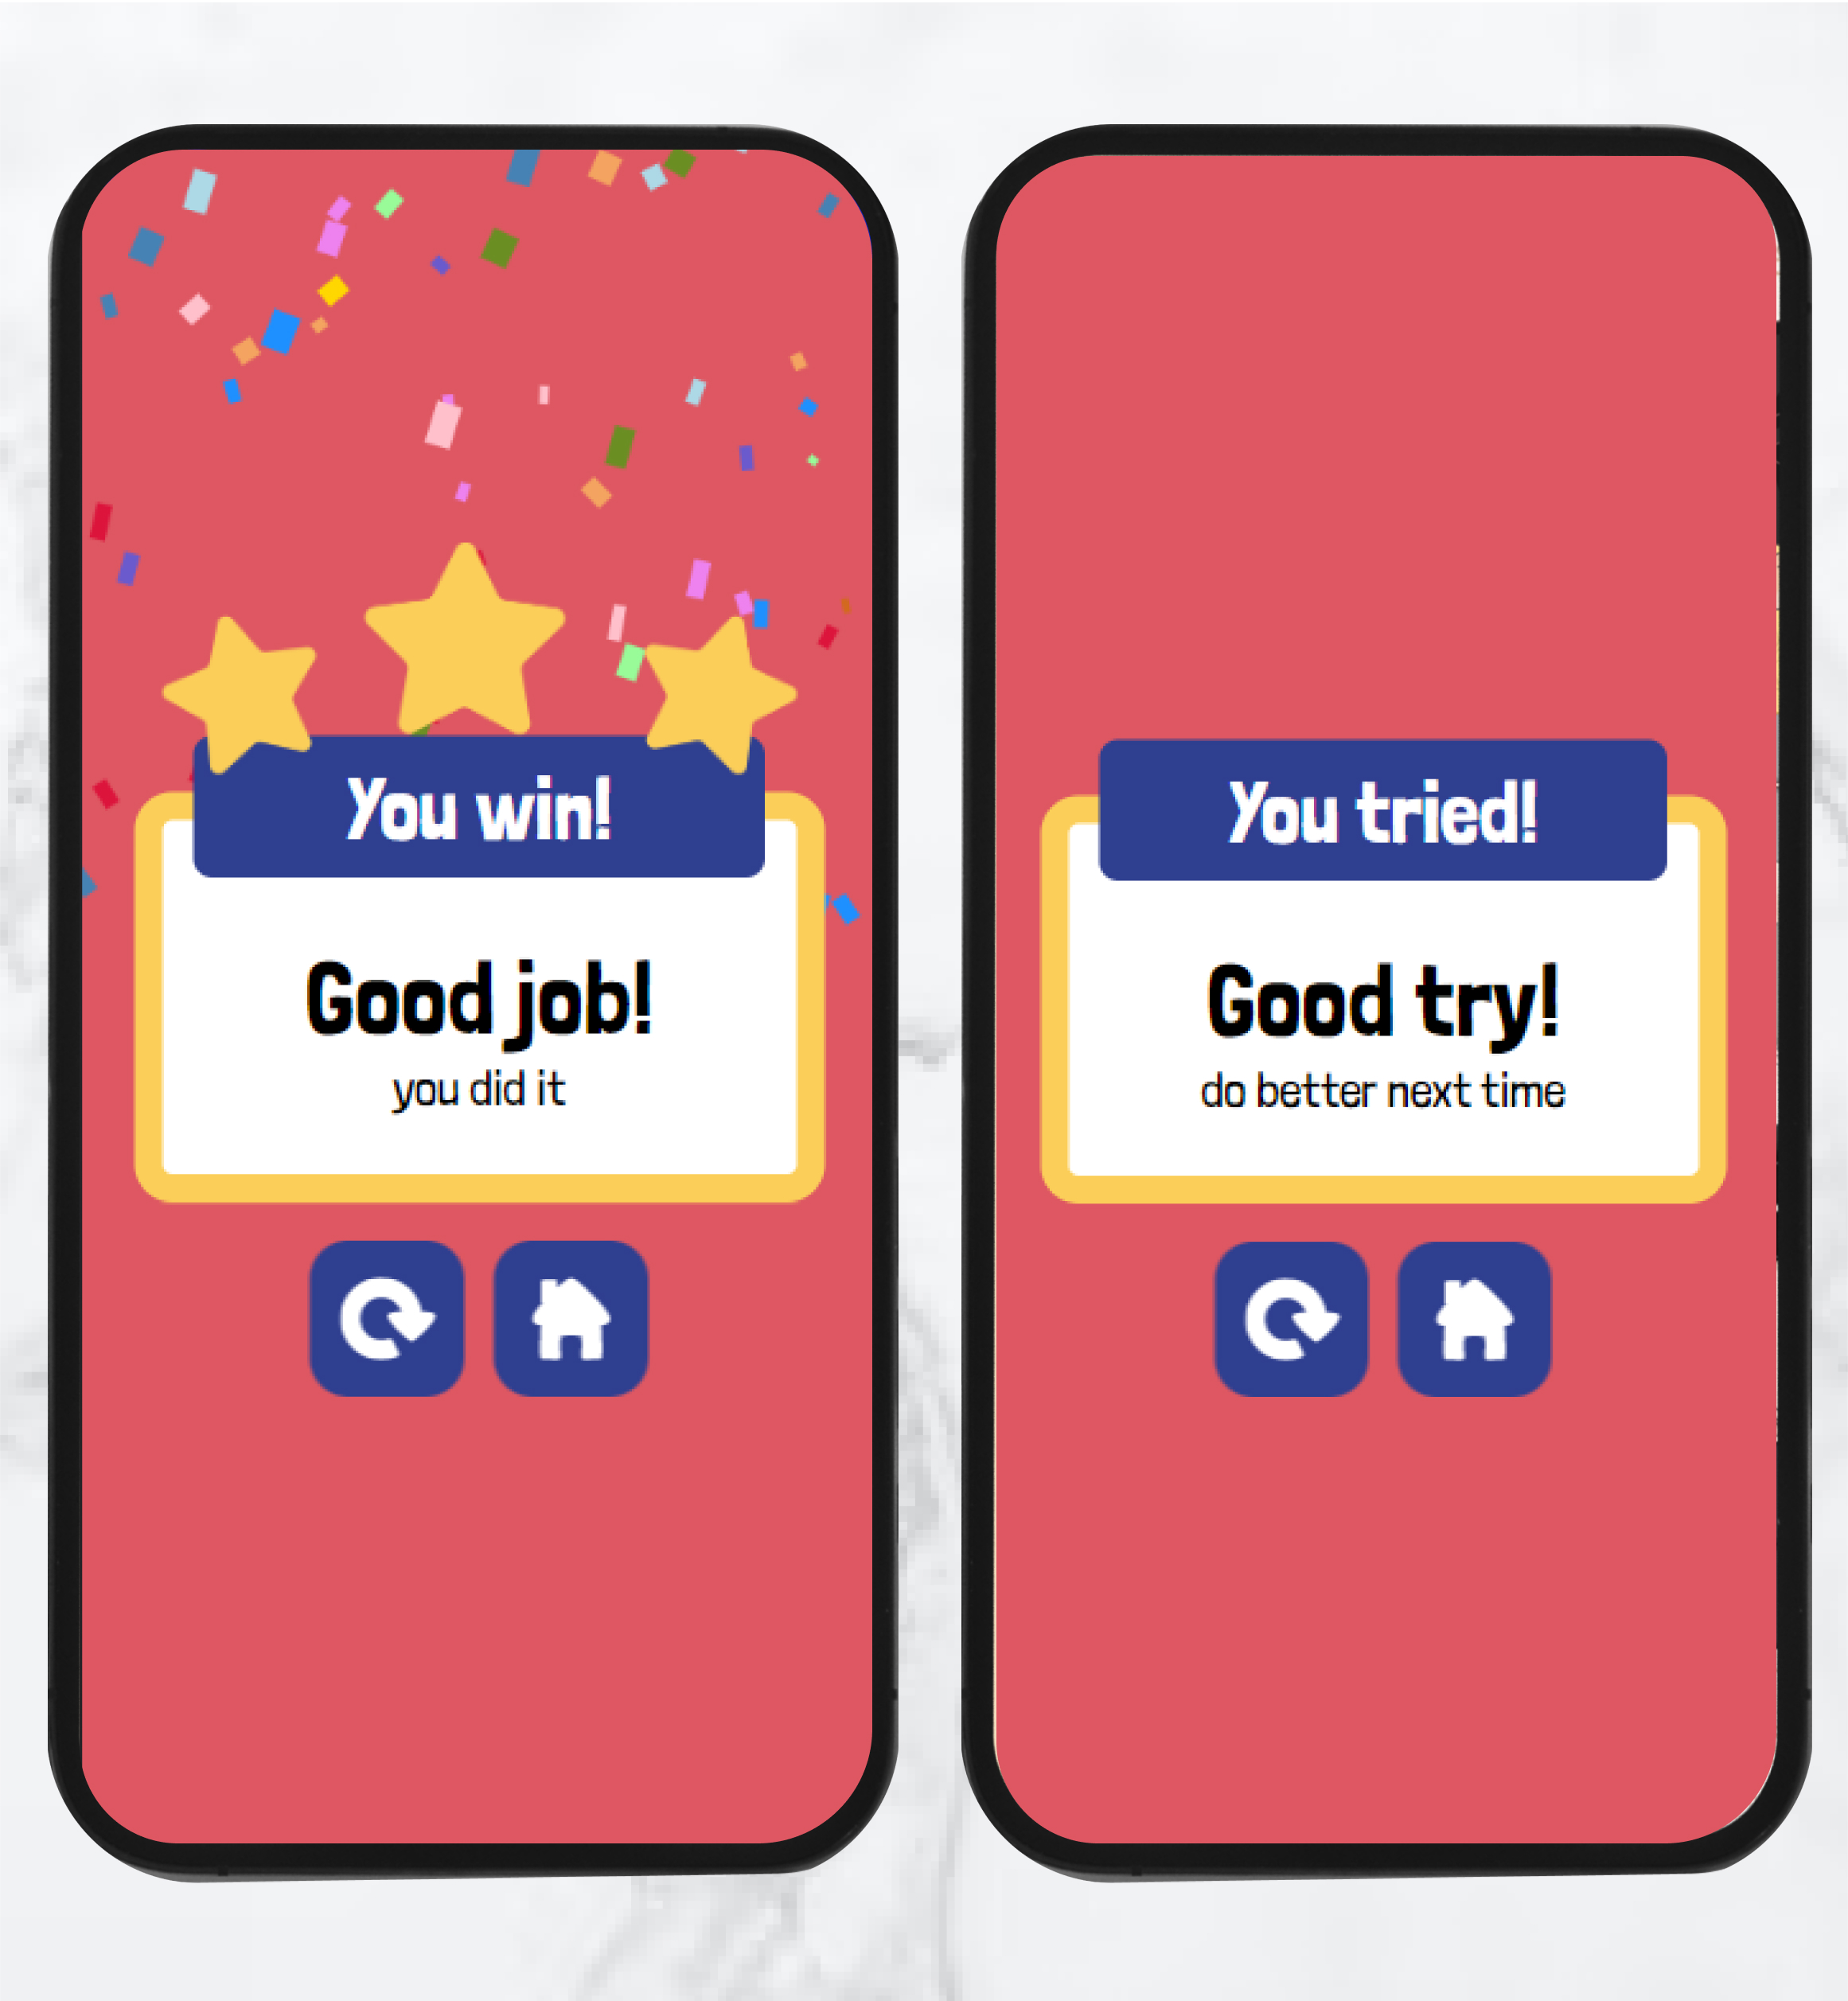 You win!
Good job!
you did it
You tried!
Good try!
do better next time